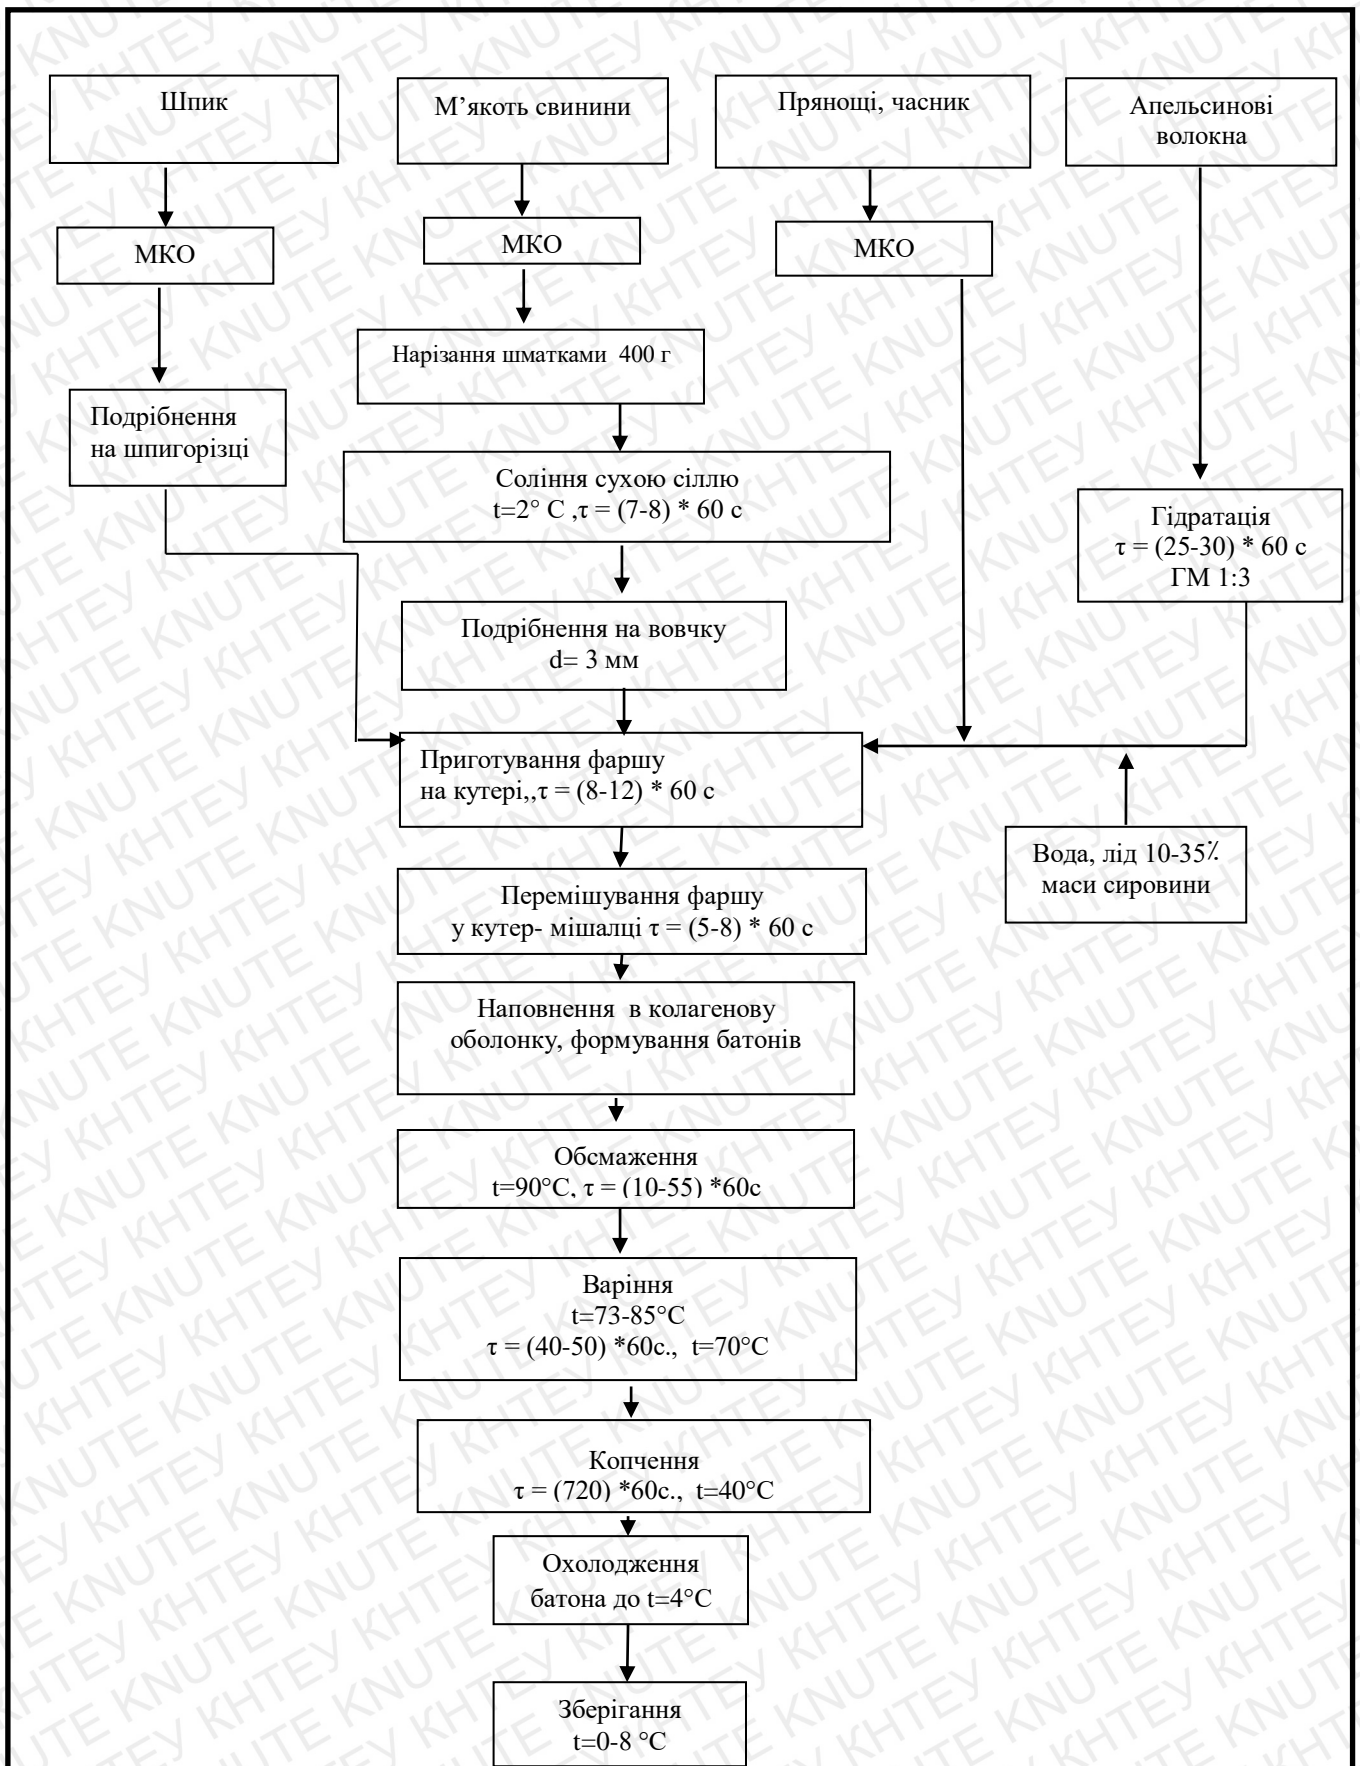 Шпик
М’якоть свинини
Прянощі, часник
Апельсинові
волокна
МКО
МКО
МКО
Нарізання шматками 400 г
Подрібнення
на шпигорізці
Соління сухою сіллю
t=2° С ,τ = (7-8) * 60 с
Гідратація
τ = (25-30) * 60 с
ГМ 1:3
Подрібнення на вовчку
d= 3 мм
Приготування фаршу
на кутері,,τ = (8-12) * 60 с
Вода, лід 10-35٪
маси сировини
Перемішування фаршу
у кутер- мішалці τ = (5-8) * 60 с
Наповнення в колагенову
оболонку, формування батонів
Обсмаження
t=90°С, τ = (10-55) *60с
Варіння
t=73-85°С
τ = (40-50) *60с., t=70°С
Копчення
τ = (720) *60с., t=40°С
Охолодження
батона до t=4°С
Зберігання
t=0-8 °С